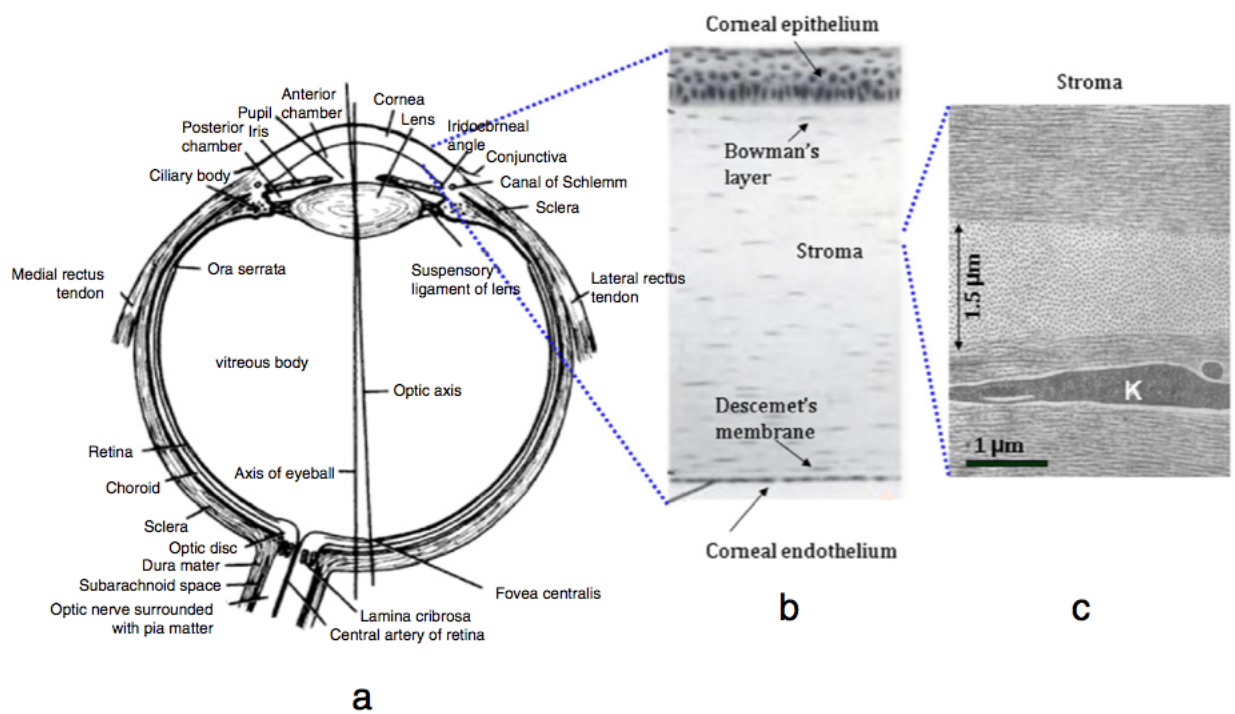 Anterior
chamber
Cornea
Pupil
Lens
Posterior
chamber
Iris
Iridocorneal
angle
Conjunctiva
Ciliary body
Canal of Schlemm
Sclera
Ora serrata
Medial rectus
tendon
Suspensory
ligament of lens
Lateral rectus
tendon
vitreous body
Optic axis
Retina
Axis of eyeball
Choroid
Sclera
Optic disc
Dura mater
Subarachnoid space
Optic nerve surrounded
with pia matter
Fovea centralis
Lamina cribrosa
Central artery of retina
a
Corneal epithelium
Bowman's
layer
Stroma
Descemet's
membrane
Corneal endothelium
b
Stroma
1.5 µm
K
1 µm
c